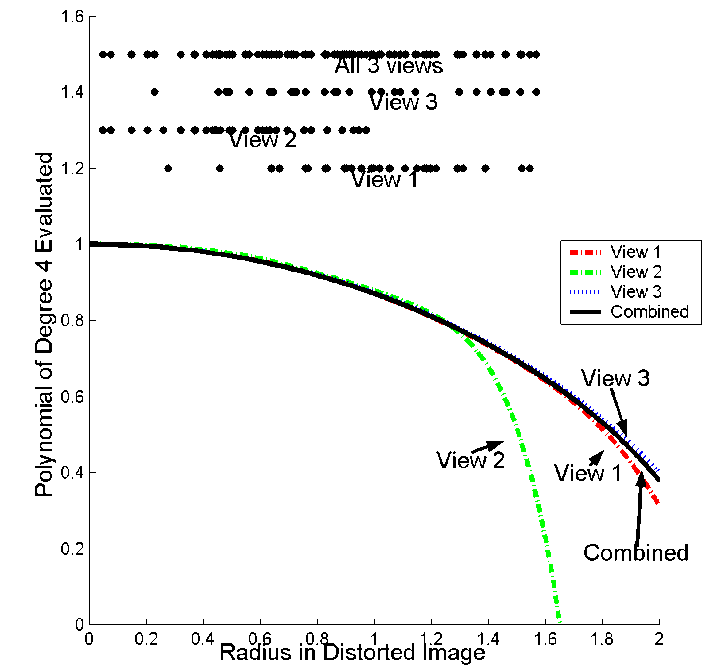 1.6
All 3 views
1.4
View 3
View 2
1.2
View 1
1
View 1
View 2
View 3
Combined
0.8
0.6
View 3
View 2
View 1
0.4
0.2
Combined
0
0 0.2 0.4 0.6 0.8 1 1.2 1.4 1.6 1.8 2
Radius in Distorted Image
Polynomial of Degree 4 Evaluated